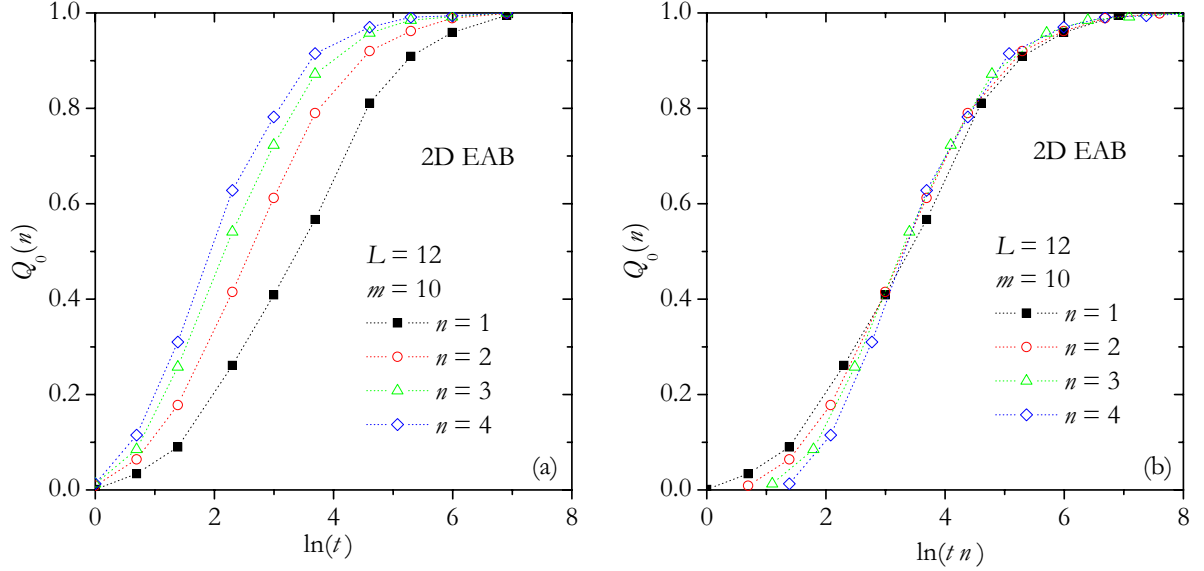 1.0
0.8
0.6
0.4
0.2
0.0
Q0(n)
2D EAB
L = 12
m = 10
n = 1
n = 2
n = 3
n = 4
(a)
0 2 4 6 8
ln(t)
1.0
0.8
0.6
0.4
0.2
0.0
Q0(n)
2D EAB
L = 12
m = 10
n = 1
n = 2
n = 3
n = 4
(b)
0 2 4 6 8
ln(t n)